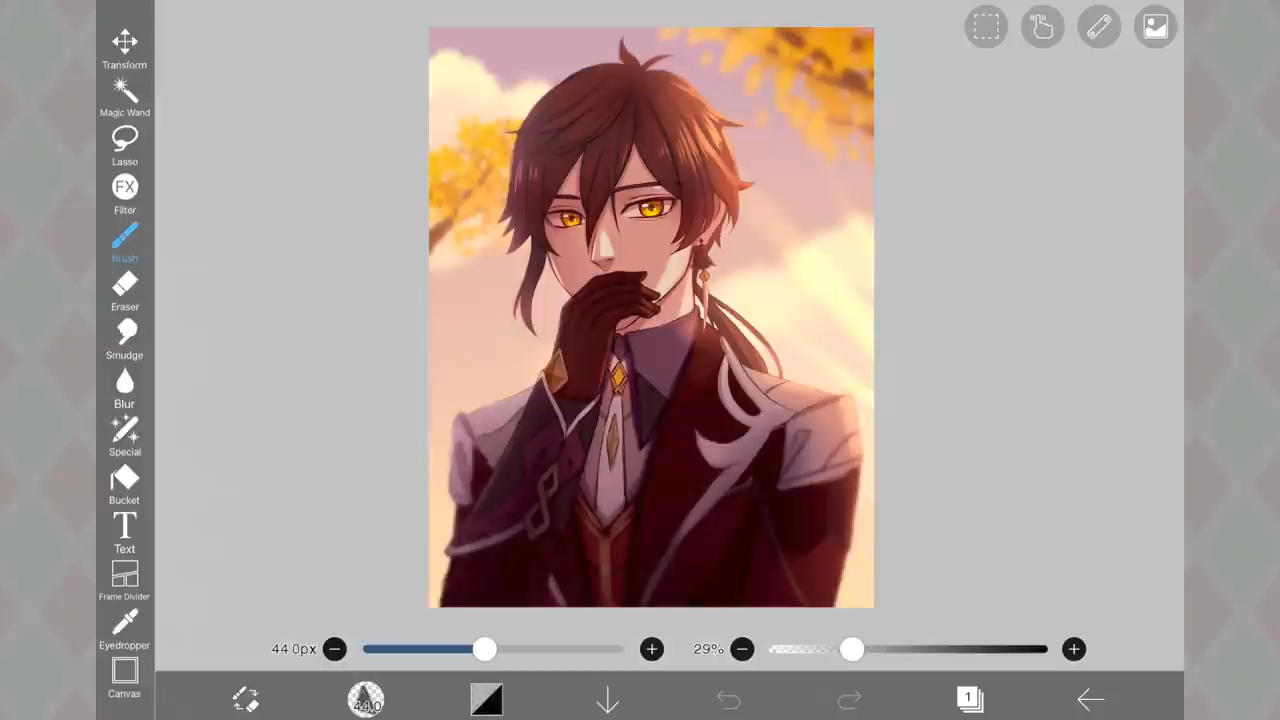 Transform
Magic Wand
Lasso
FX
Filter
Brush
Eraser
Smudge
Blur
Special
Bucket
T
Text
Frame Divider
Eyedropper
Canvas
44.0px
29%
44.0
1